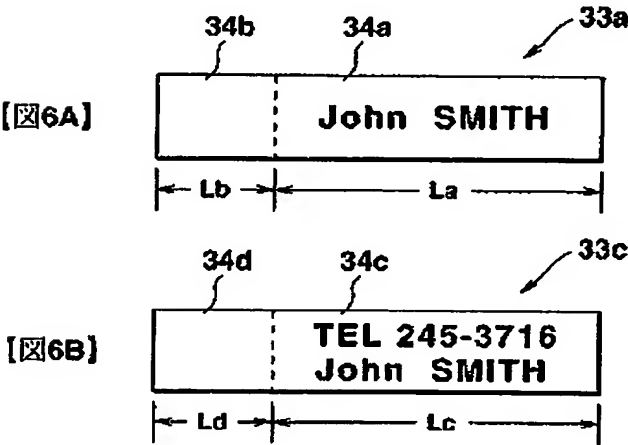 34b 34a 33a
【図6A】 John SMITH
Lb La
34d 34c 33c
【図6B】 TEL 245-3716
John SMITH
Ld Lc